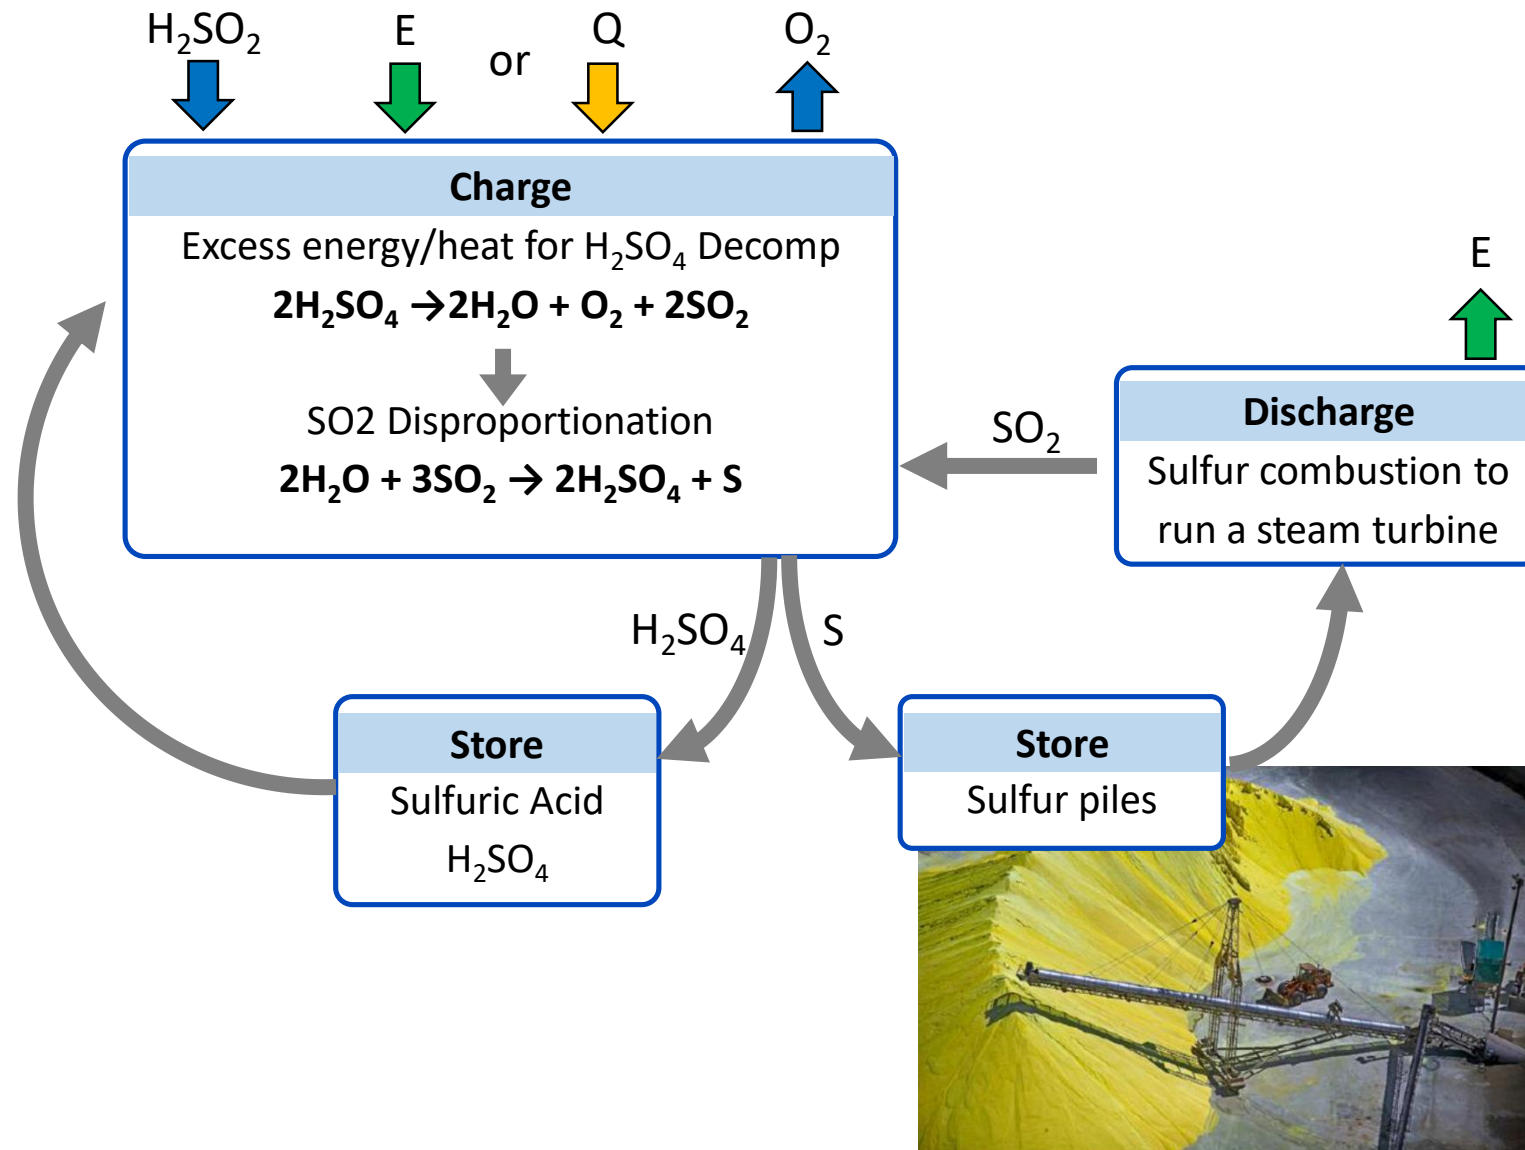 H₂SO₂ E or Q O₂
Charge
Excess energy/heat for H₂SO₄ Decomp
2H₂SO₄ →2H₂O + O₂ + 2SO₂
SO2 Disproportionation
2H₂O + 3SO₂ → 2H₂SO₄ + S
E
Discharge
Sulfur combustion to
run a steam turbine
SO₂
H₂SO₄
S
Store
Sulfuric Acid
H₂SO₄
Store
Sulfur piles